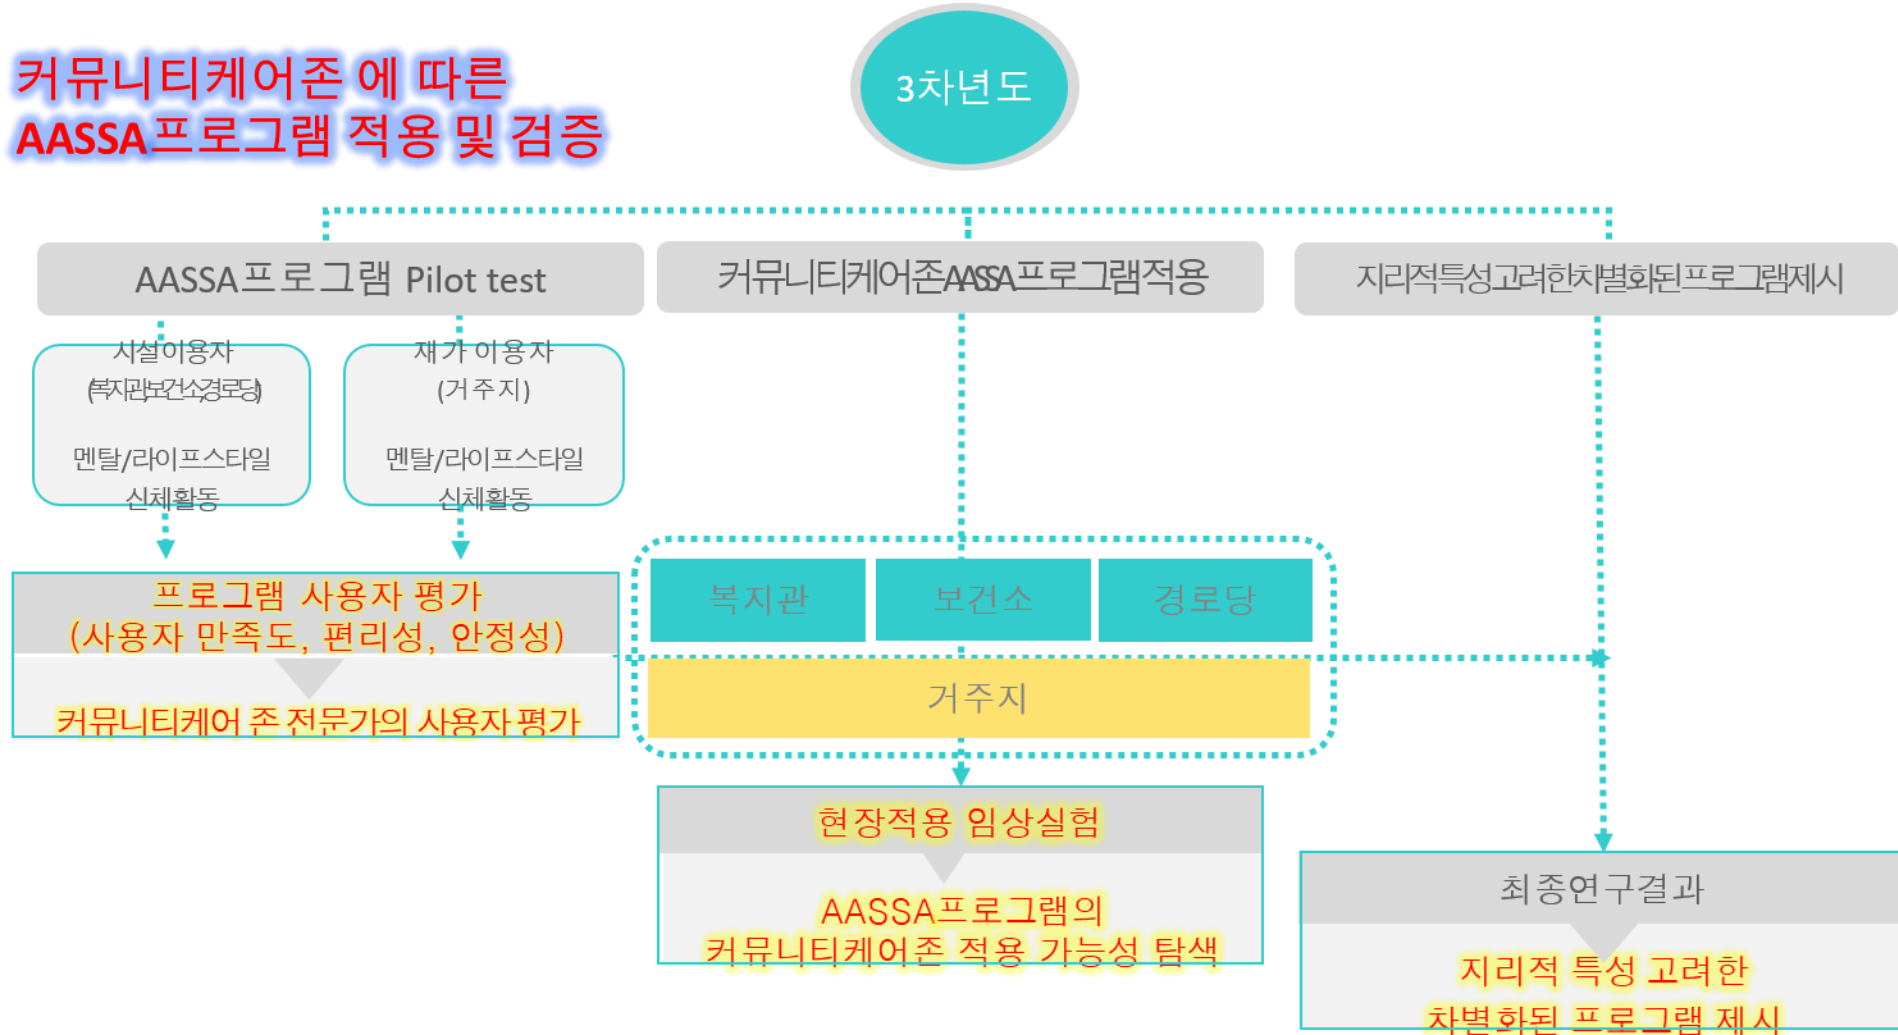 커뮤니티케어존 에 따른
AASSA프로그램 적용 및 검증
3차년도
AASSA프로그램 Pilot test
커뮤니티케어존AASSA프로그램적용
지리적특성고려한차별화된프로그램제시
시설이용자
(복지관,보건소,경로당)
멘탈/라이프스타일
신체활동
재가 이용자
(거주지)
멘탈/라이프스타일
신체활동
프로그램 사용자 평가
(사용자 만족도, 편리성, 안정성)
커뮤니티케어 존 전문가의 사용자 평가
복지관
보건소
경로당
거주지
현장적용 임상실험
AASSA프로그램의
커뮤니티케어존 적용 가능성 탐색
최종연구결과
지리적 특성 고려한
차별화된 프로그램 제시